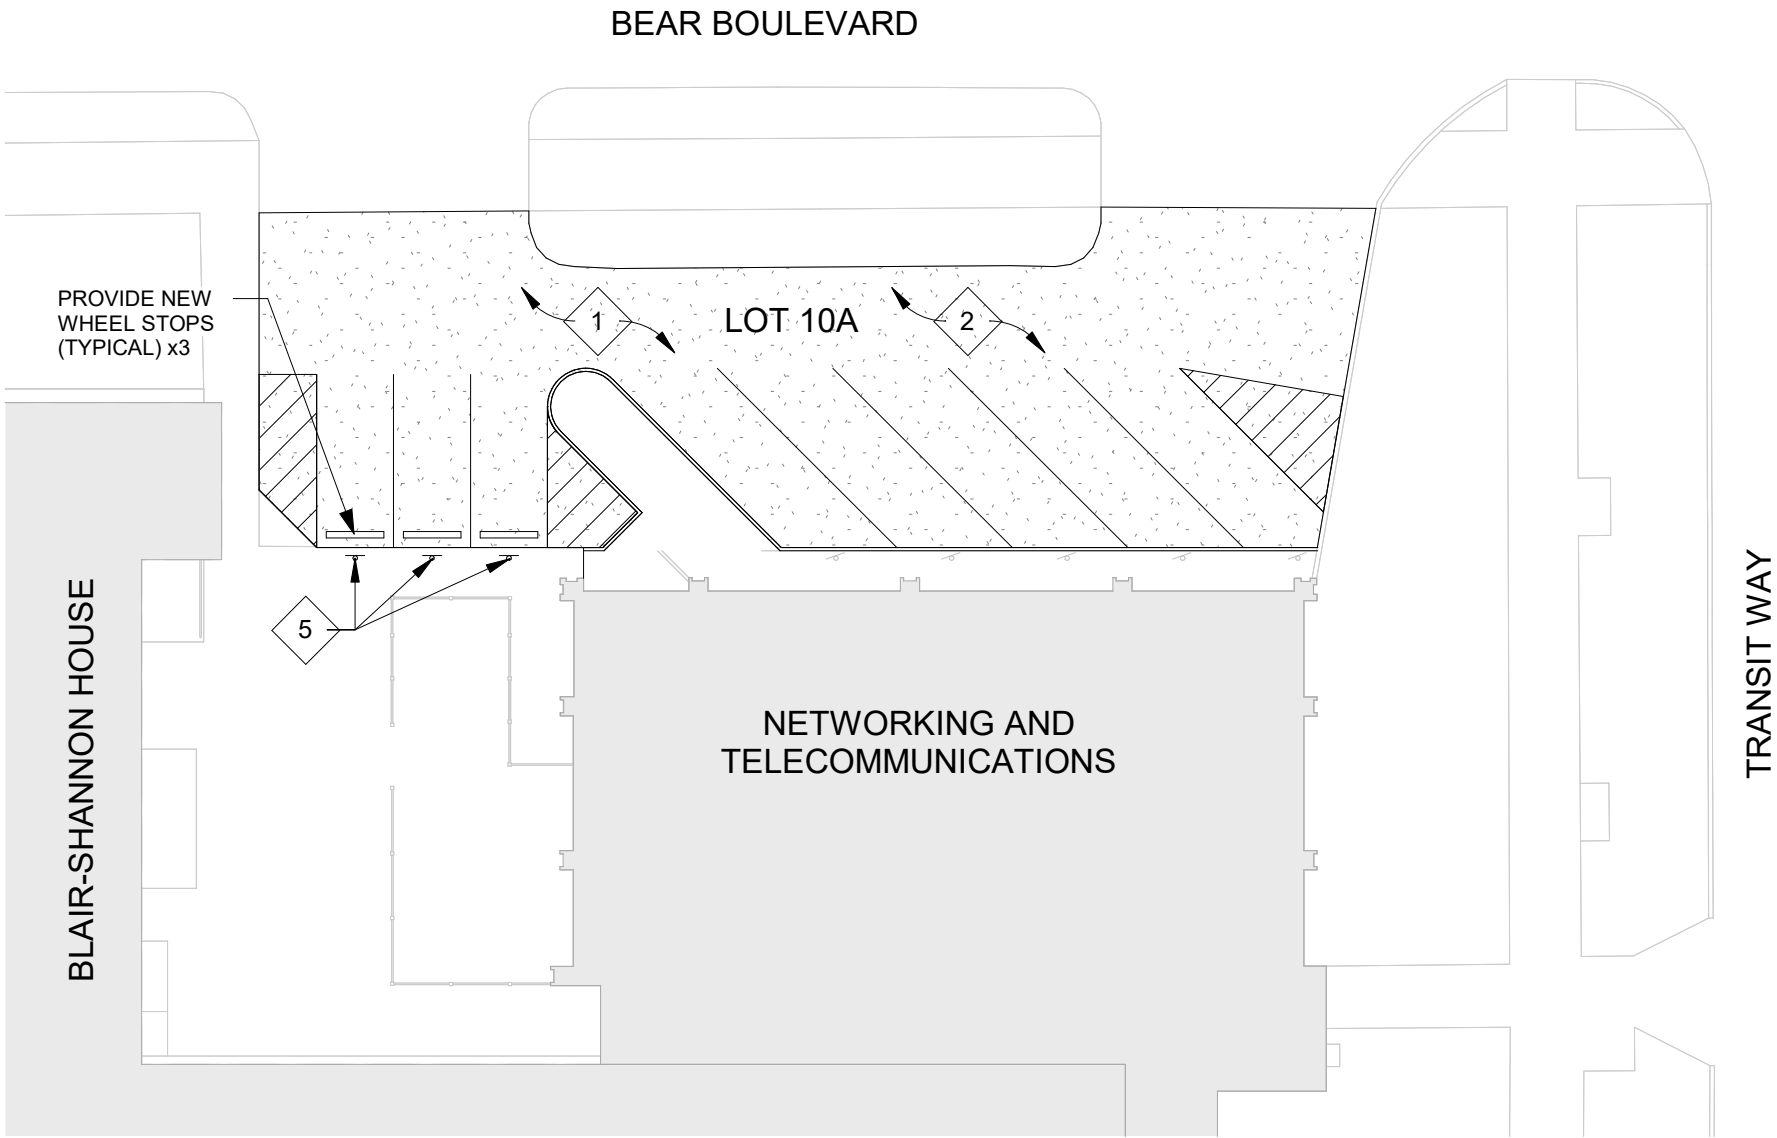 BEAR BOULEVARD
PROVIDE NEW
WHEEL STOPS
(TYPICAL) x3
1
LOT 10A
2
5
BLAIR-SHANNON HOUSE
NETWORKING AND
TELECOMMUNICATIONS
TRANSIT WAY